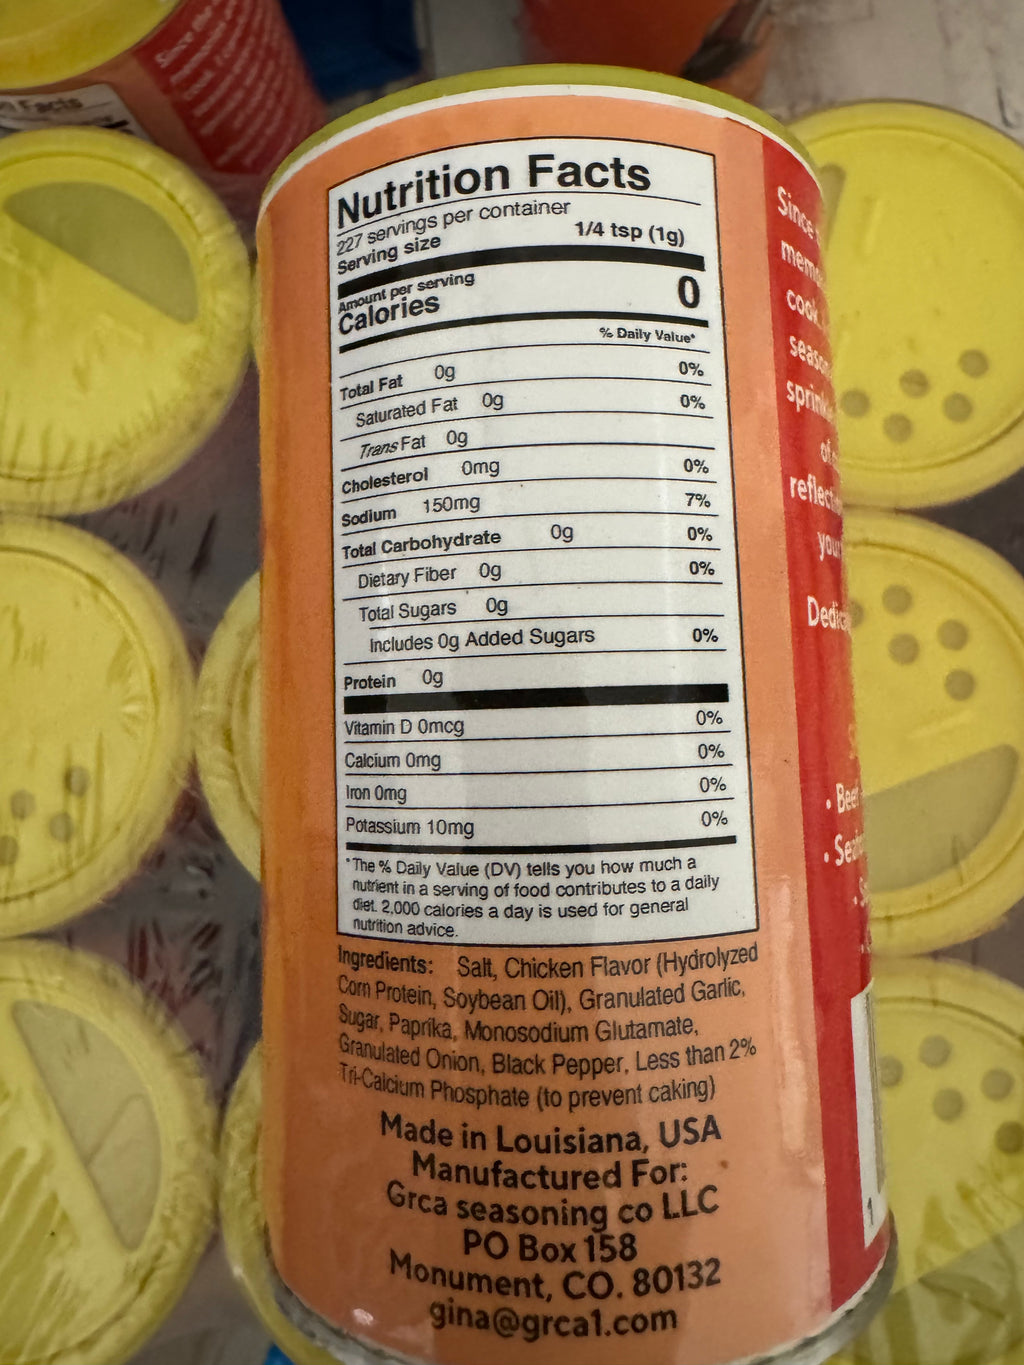 Nutrition Facts
227 servings per container
Serving size 1/4 tsp (1g)
Amount per serving
Calories 0
% Daily Value*
Total Fat 0g 0%
Saturated Fat 0g 0%
Trans Fat 0g
Cholesterol 0mg 0%
Sodium 150mg 7%
Total Carbohydrate 0g 0%
Dietary Fiber 0g 0%
Total Sugars 0g
Includes 0g Added Sugars 0%
Protein 0g
Vitamin D 0mcg 0%
Calcium 0mg 0%
Iron 0mg 0%
Potassium 10mg 0%
*The % Daily Value (DV) tells you how much a
nutrient in a serving of food contributes to a daily
diet. 2,000 calories a day is used for general
nutrition advice.
Ingredients: Salt, Chicken Flavor (Hydrolyzed
Corn Protein, Soybean Oil), Granulated Garlic,
Sugar, Paprika, Monosodium Glutamate,
Granulated Onion, Black Pepper, Less than 2%
Tri-Calcium Phosphate (to prevent caking)
Made in Louisiana, USA
Manufactured For:
Grca seasoning co LLC
PO Box 158
Monument, CO. 80132
gina@grca1.com
Since
1
Facts
Since